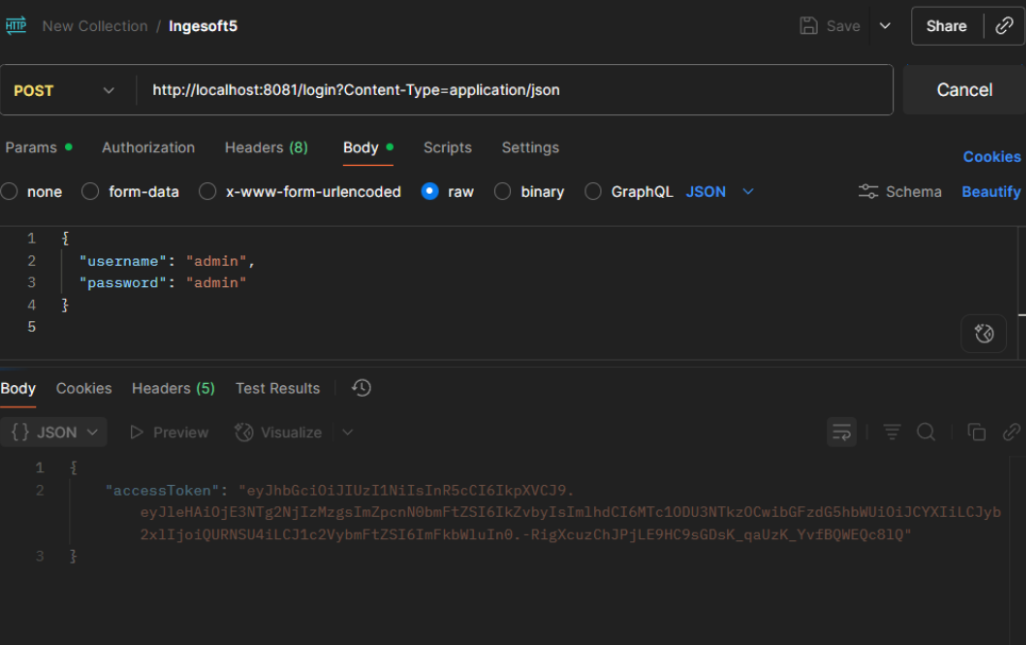 HTTP New Collection / Ingesoft5 Save Share
POST http://localhost:8081/login?Content-Type=application/json Cancel
Params Authorization Headers (8) Body Scripts Settings Cookies
none form-data x-www-form-urlencoded raw binary GraphQL JSON Schema Beautify
1 {
2 "username": "admin",
3 "password": "admin"
4 }
5
Body Cookies Headers (5) Test Results
{} JSON Preview Visualize
1 {
2 "accessToken": "eyJhbGciOiJIUzI1NiIsInR5cCI6IkpXVCJ9.
eyJleHAiOjE3NTg2NjIzMzgsImZpcnN0bmFtZSI6IkZvbyIsImlhdCI6MTc1ODU3NTkzOCwibGFzdG5hbWUiOiJCYXIiLCJyb
2xlIjoiQURNSU4iLCJ1c2VybmFtZSI6ImFkbWluIn0.-RigXcuzChJPjLE9HC9sGDsK_qaUzK_YvfBQWEQc8lQ"
3 }